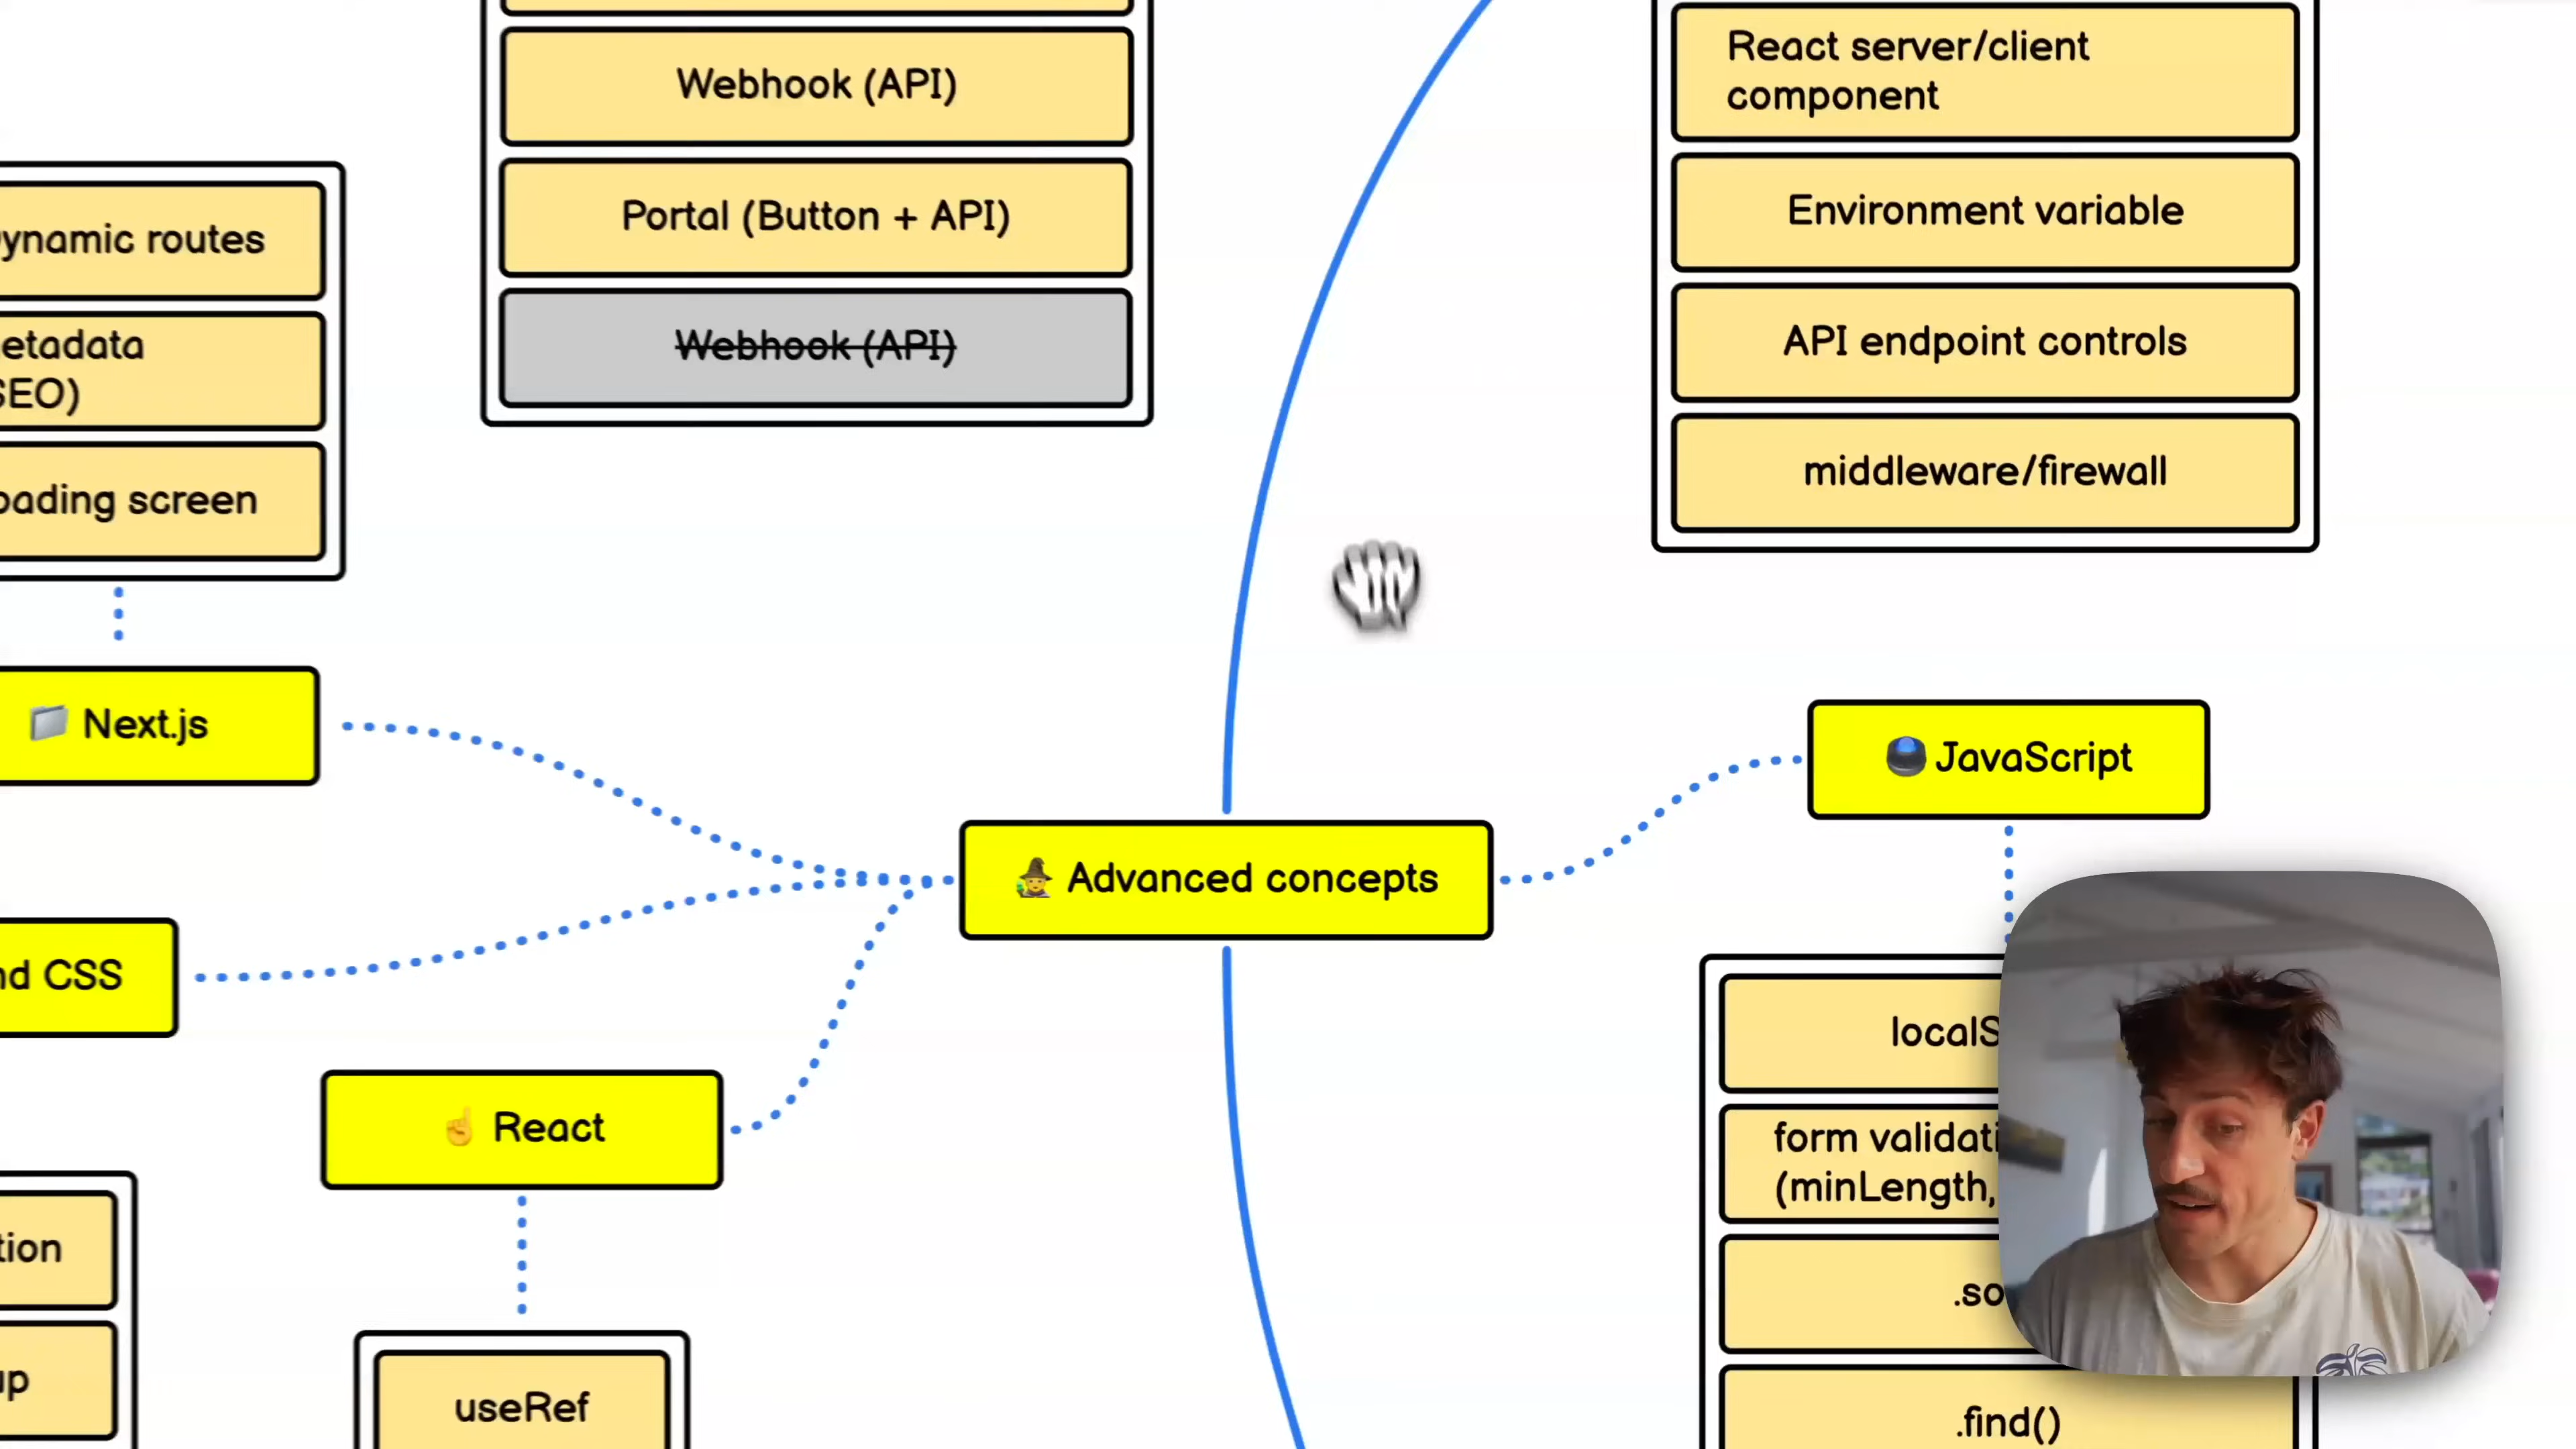 Webhook (API)
Portal (Button + API)
Webhook (API)
React server/client
component
Environment variable
API endpoint controls
middleware/firewall
ynamic routes
etadata
SEO)
oading screen
Next.js
nd CSS
React
useRef
tion
up
Advanced concepts
JavaScript
localS
form validati
(minLength,
.so
.find()